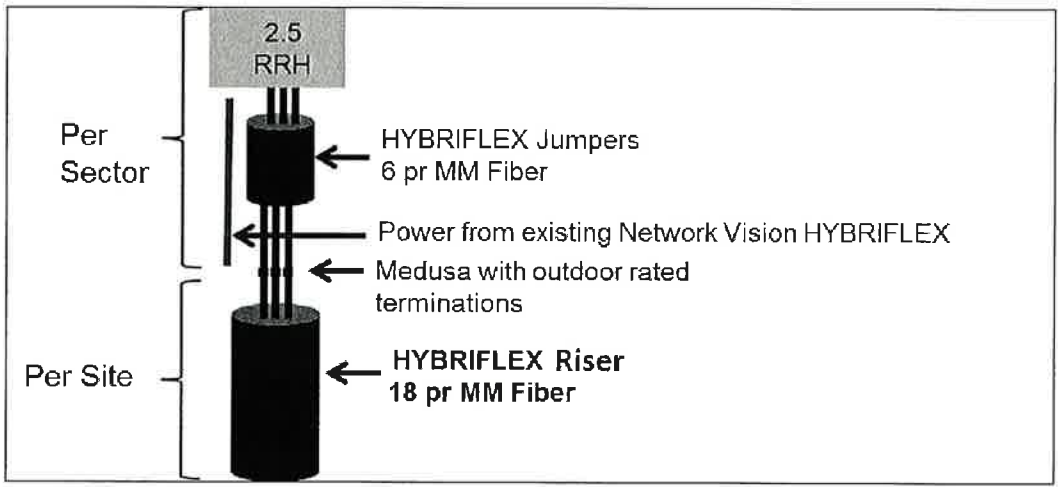 2.5
RRH
Per
Sector
HYBRIFLEX Jumpers
6 pr MM Fiber
Power from existing Network Vision HYBRIFLEX
Medusa with outdoor rated
terminations
Per Site
HYBRIFLEX Riser
18 pr MM Fiber